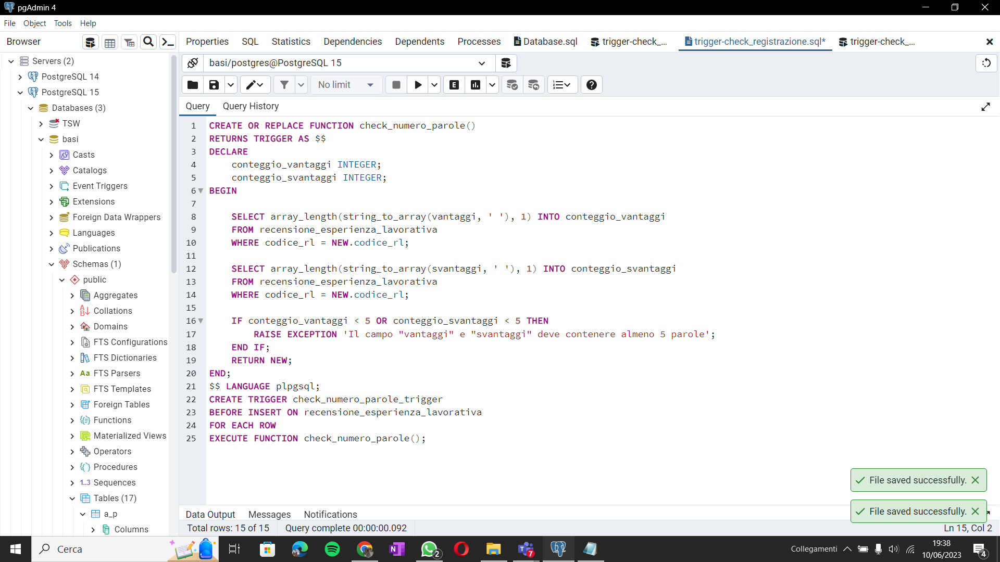 pgAdmin 4
File Object Tools Help
Browser
Properties SQL Statistics Dependencies Dependents Processes Database.sql trigger-check_... trigger-check_registrazione.sql* trigger-check_...
Servers (2)
PostgreSQL 14
PostgreSQL 15
Databases (3)
TSW
basi
Casts
Catalogs
Event Triggers
Extensions
Foreign Data Wrappers
Languages
Publications
Schemas (1)
public
Aggregates
Collations
Domains
FTS Configurations
FTS Dictionaries
Aa FTS Parsers
FTS Templates
Foreign Tables
Functions
Materialized Views
Operators
Procedures
1..3 Sequences
Tables (17)
a_p
Columns
basi/postgres@PostgreSQL 15
No limit
E
Query Query History
1 CREATE OR REPLACE FUNCTION check_numero_parole()
2 RETURNS TRIGGER AS $$
3 DECLARE
4 conteggio_vantaggi INTEGER;
5 conteggio_svantaggi INTEGER;
6 BEGIN
7
8 SELECT array_length(string_to_array(vantaggi, ' '), 1) INTO conteggio_vantaggi
9 FROM recensione_esperienza_lavorativa
10 WHERE codice_rl = NEW.codice_rl;
11
12 SELECT array_length(string_to_array(svantaggi, ' '), 1) INTO conteggio_svantaggi
13 FROM recensione_esperienza_lavorativa
14 WHERE codice_rl = NEW.codice_rl;
15
16 IF conteggio_vantaggi < 5 OR conteggio_svantaggi < 5 THEN
17 RAISE EXCEPTION 'Il campo "vantaggi" e "svantaggi" deve contenere almeno 5 parole';
18 END IF;
19 RETURN NEW;
20 END;
21 $$ LANGUAGE plpgsql;
22 CREATE TRIGGER check_numero_parole_trigger
23 BEFORE INSERT ON recensione_esperienza_lavorativa
24 FOR EACH ROW
25 EXECUTE FUNCTION check_numero_parole();
File saved successfully.
File saved successfully.
Data Output Messages Notifications
Total rows: 15 of 15 Query complete 00:00:00.092 Ln 15, Col 2
Cerca
N
2
7
Collegamenti
19:38
10/06/2023
4